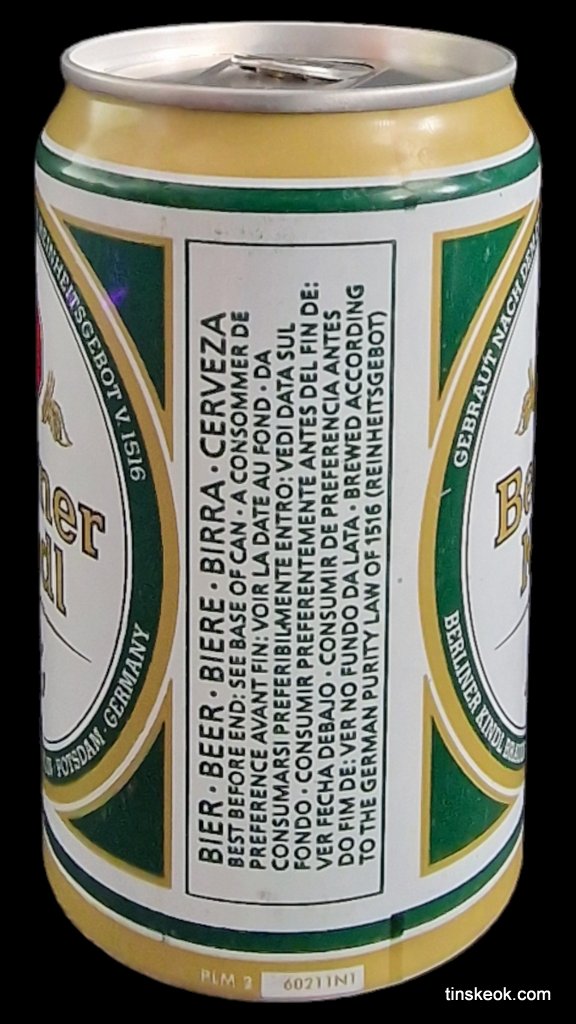 BIER · BEER · BIERE · BIRRA · CERVEZA
BEST BEFORE END: SEE BASE OF CAN · A CONSOMMER DE
PREFERENCE AVANT FIN: VOIR LA DATE AU FOND · DA
CONSUMARSI PREFERIBILMENTE ENTRO: VEDI DATA SUL
FONDO · CONSUMIR PREFERENTEMENTE ANTES DEL FIN DE:
VER FECHA DEBAJO · CONSUMIR DE PREFERENCIA ANTES
DO FIM DE: VER NO FUNDO DA LATA · BREWED ACCORDING
TO THE GERMAN PURITY LAW OF 1516 (REINHEITSGEBOT)
V. 1516
POTSDAM · GERMANY
GEBRAUT NACH
BERLINER KINDL
PLM 3 60211N1
tinskeok.com